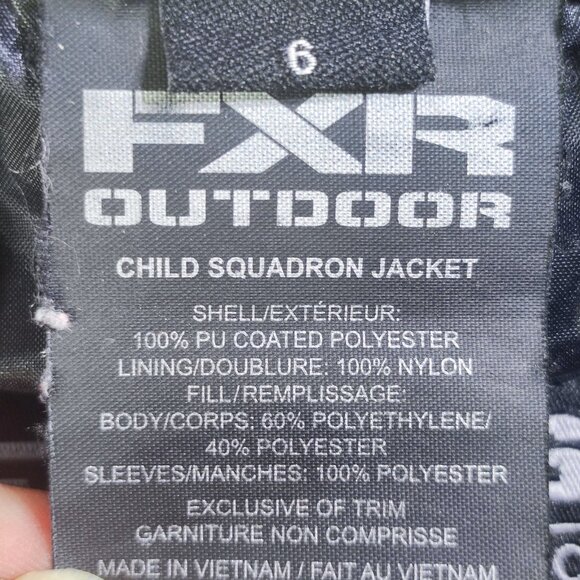 6
FXR
OUTDOOR
CHILD SQUADRON JACKET
SHELL/EXTÉRIEUR:
100% PU COATED POLYESTER
LINING/DOUBLURE: 100% NYLON
FILL/REMPLISSAGE:
BODY/CORPS: 60% POLYETHYLENE/
40% POLYESTER
SLEEVES/MANCHES: 100% POLYESTER
EXCLUSIVE OF TRIM
GARNITURE NON COMPRISE
MADE IN VIETNAM / FAIT AU VIETNAM